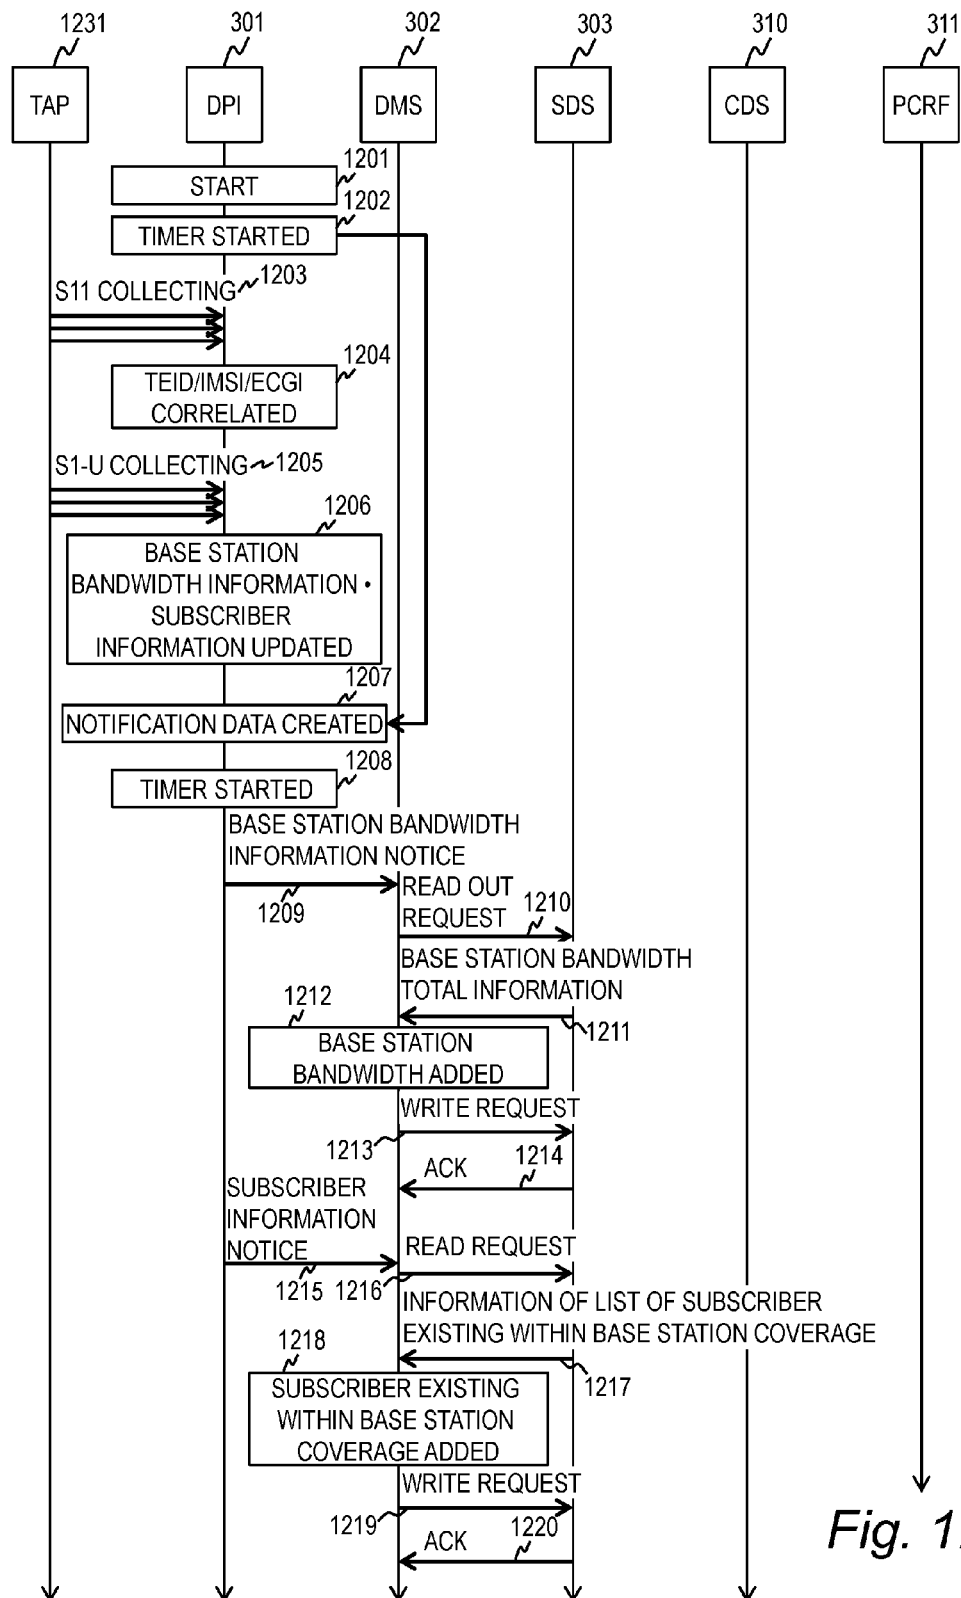 1231
301
302
303
310
311
TAP
DPI
DMS
SDS
CDS
PCRF
1201
START
1202
TIMER STARTED
S11 COLLECTING
1203
1204
TEID/IMSI/ECGI
CORRELATED
S1-U COLLECTING
1205
1206
BASE STATION
BANDWIDTH INFORMATION •
SUBSCRIBER
INFORMATION UPDATED
1207
NOTIFICATION DATA CREATED
1208
TIMER STARTED
BASE STATION BANDWIDTH
INFORMATION NOTICE
1209
READ OUT
REQUEST
1210
BASE STATION BANDWIDTH
TOTAL INFORMATION
1211
1212
BASE STATION
BANDWIDTH ADDED
WRITE REQUEST
1213
ACK
1214
SUBSCRIBER
INFORMATION
NOTICE
1215
READ REQUEST
1216
INFORMATION OF LIST OF SUBSCRIBER
EXISTING WITHIN BASE STATION COVERAGE
1217
1218
SUBSCRIBER EXISTING
WITHIN BASE STATION
COVERAGE ADDED
WRITE REQUEST
1219
ACK
1220
Fig. 1